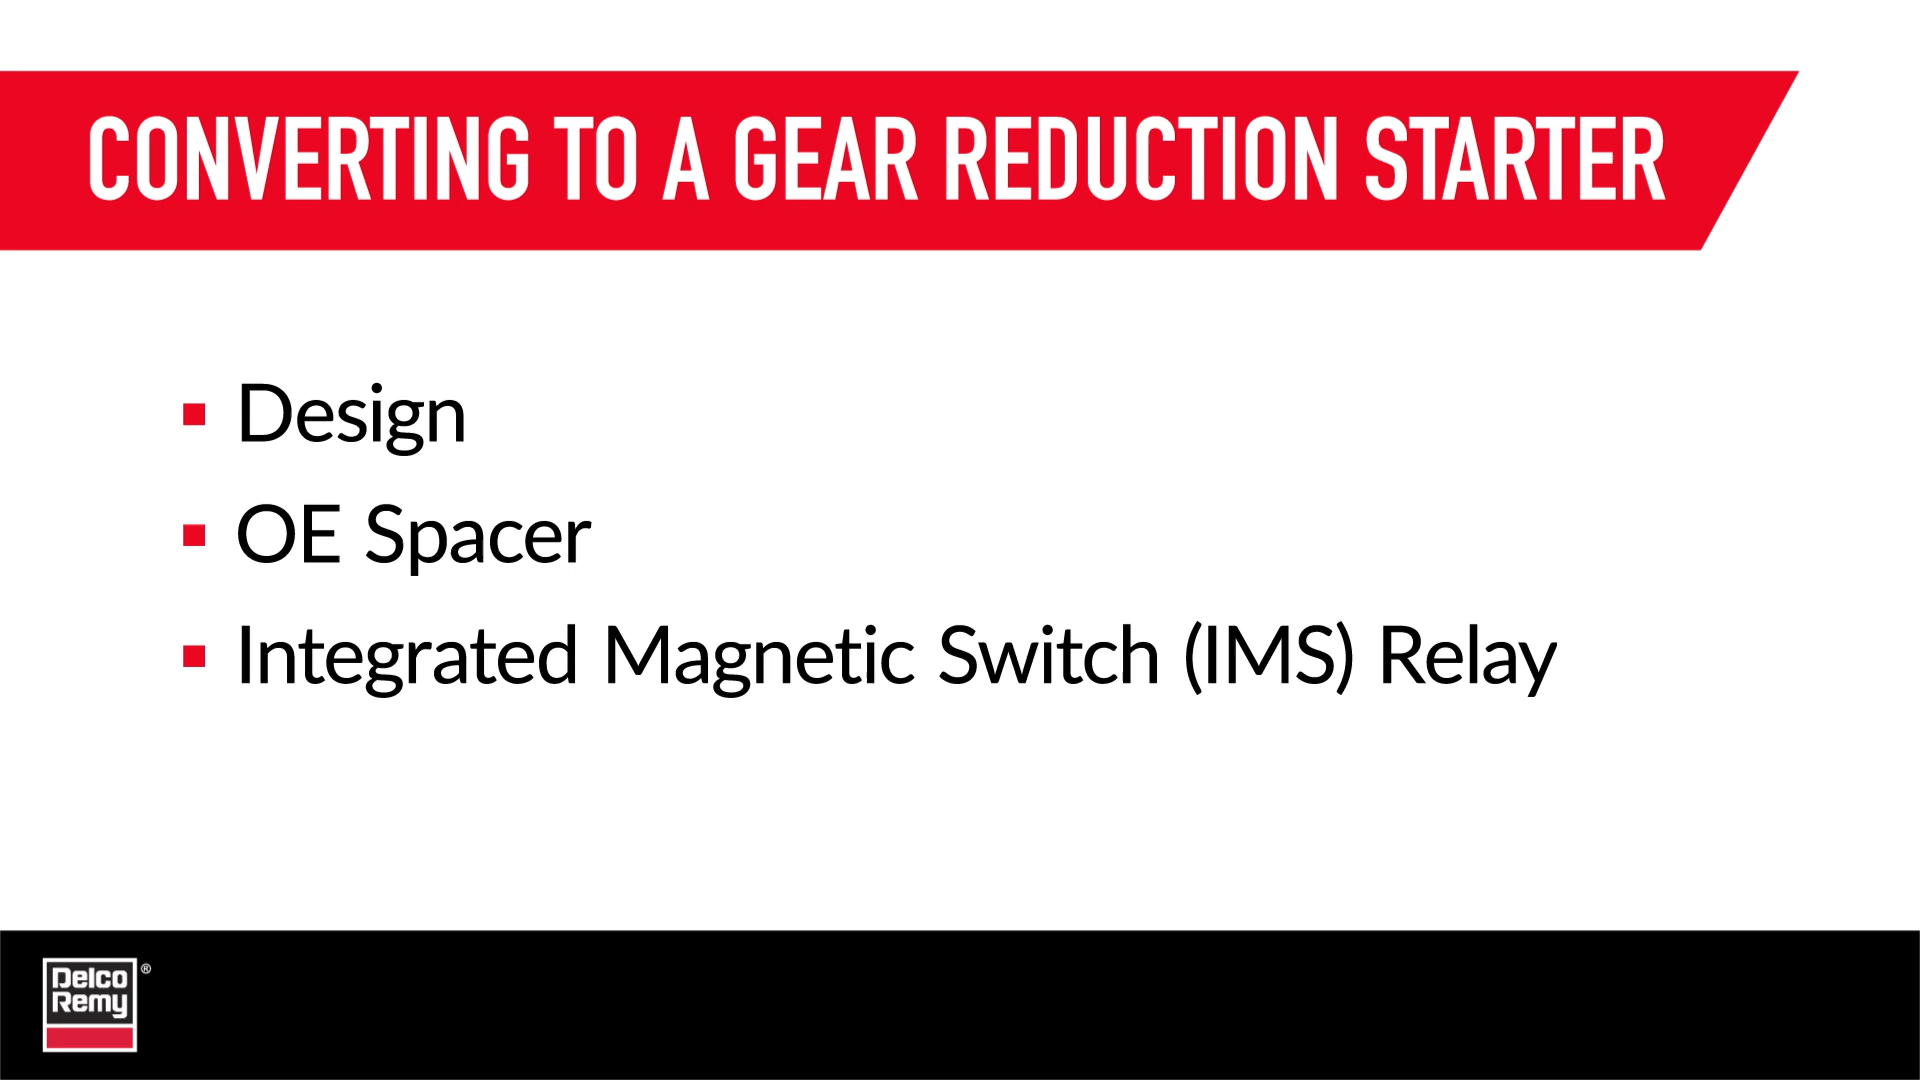 CONVERTING TO A GEAR REDUCTION STARTER
Design
OE Spacer
Integrated Magnetic Switch (IMS) Relay
Delco
Remy
®